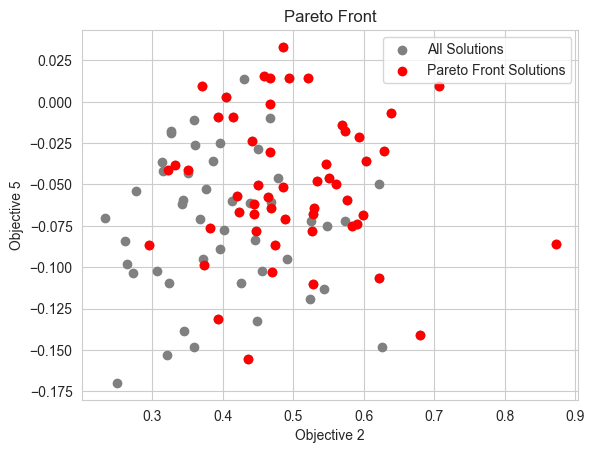 Pareto Front
All Solutions
Pareto Front Solutions
Objective 5
0.025
0.000
−0.025
−0.050
−0.075
−0.100
−0.125
−0.150
−0.175
0.3 0.4 0.5 0.6 0.7 0.8 0.9
Objective 2